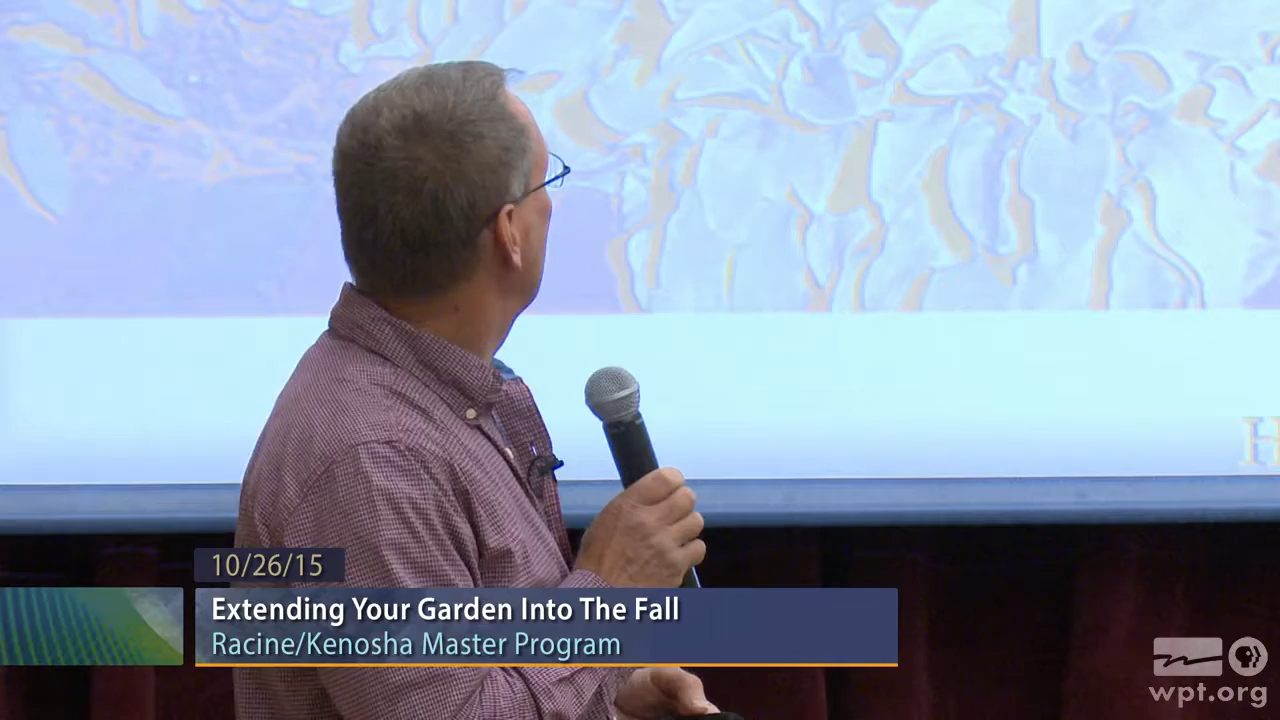 H
10/26/15
Extending Your Garden Into The Fall
Racine/Kenosha Master Program
wpt.org